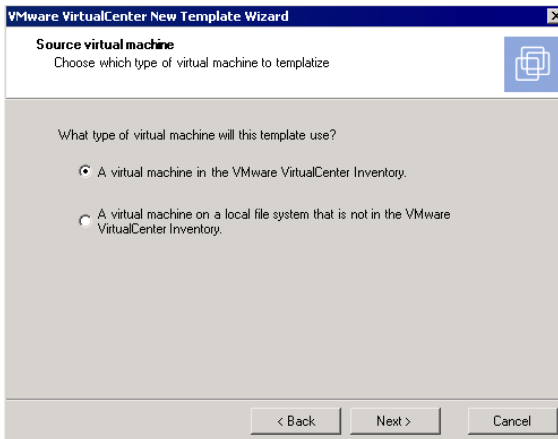 VMware VirtualCenter New Template Wizard
Source virtual machine
Choose which type of virtual machine to templatize
What type of virtual machine will this template use?
A virtual machine in the VMware VirtualCenter Inventory.
A virtual machine on a local file system that is not in the VMware
VirtualCenter Inventory.
< Back Next > Cancel